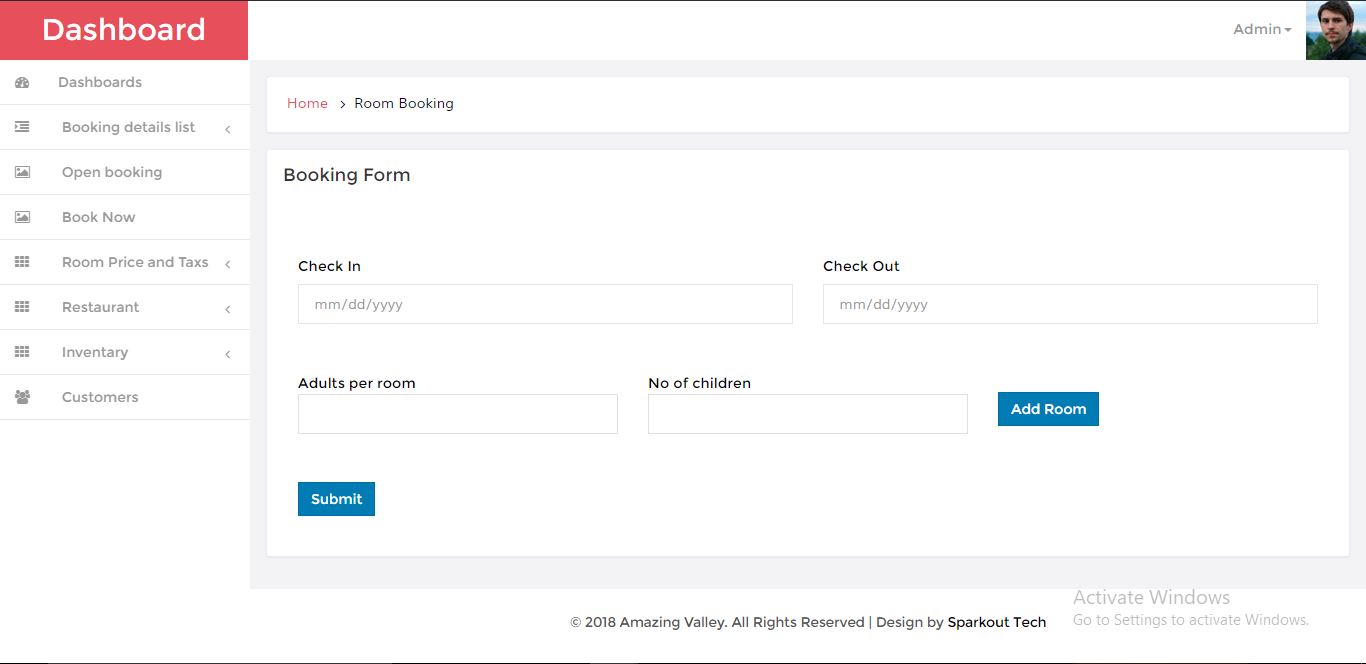 Dashboard
Admin
Dashboards
Booking details list
Open booking
Book Now
Room Price and Taxs
Restaurant
Inventory
Customers
Home > Room Booking
Booking Form
Check In
Check Out
mm/dd/yyyy
mm/dd/yyyy
Adults per room
No of children
Add Room
Submit
© 2018 Amazing Valley. All Rights Reserved | Design by Sparkout Tech
Activate Windows
Go to Settings to activate Windows.